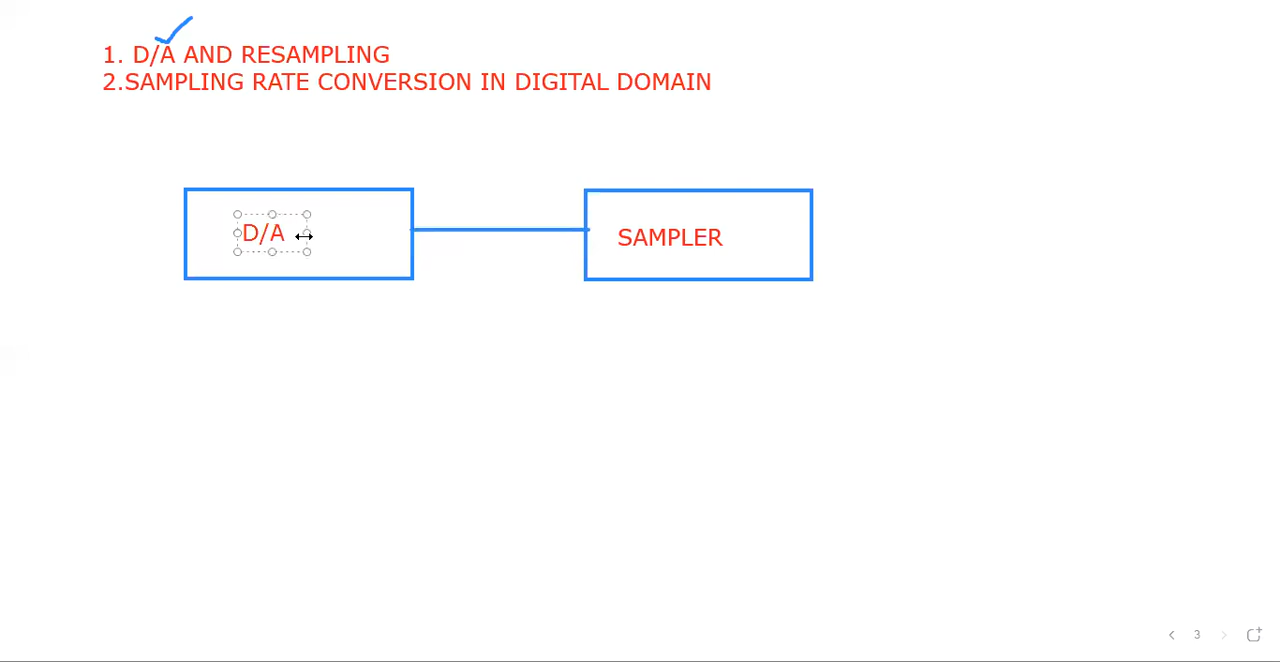 1. D/A AND RESAMPLING
2.SAMPLING RATE CONVERSION IN DIGITAL DOMAIN
D/A
SAMPLER
3